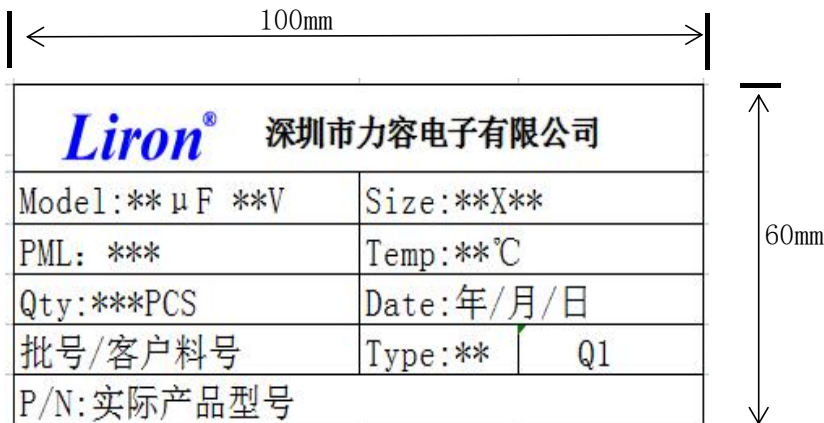 100mm
Liron® 深圳市力容电子有限公司
Model:**μF **V Size:**X**
PML：*** Temp:**℃
60mm
Qty:***PCS Date:年/月/日
批号/客户料号 Type:** Q1
P/N:实际产品型号